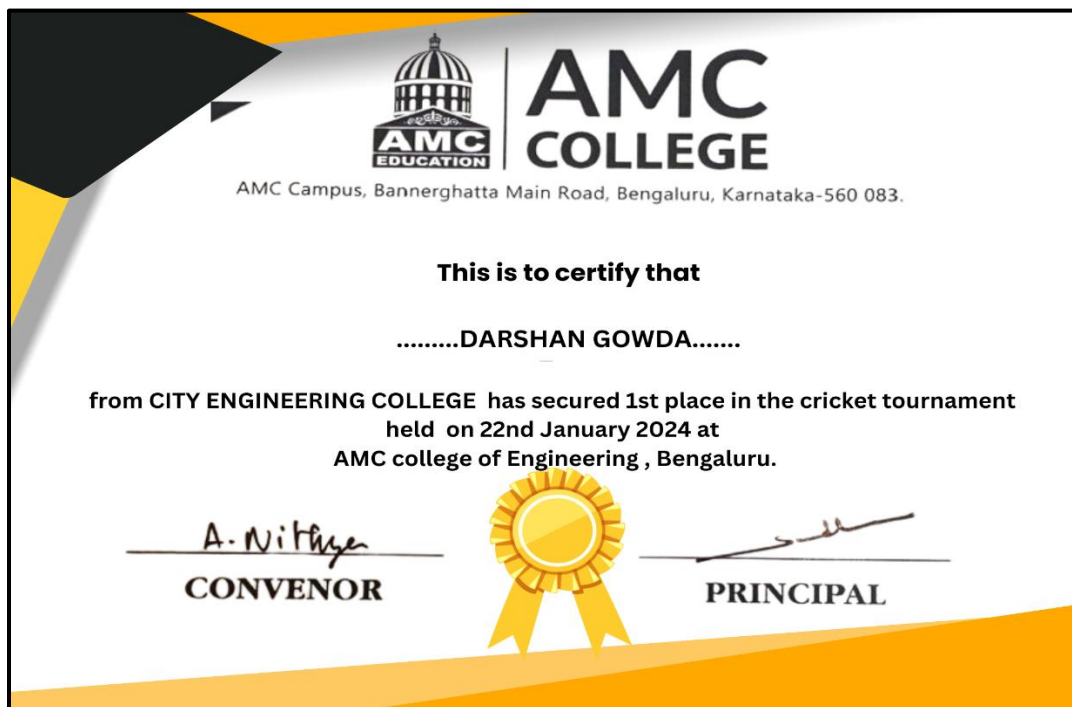 AMC
EDUCATION
AMC
COLLEGE
AMC Campus, Bannerghatta Main Road, Bengaluru, Karnataka-560 083.
This is to certify that
.........DARSHAN GOWDA.......
from CITY ENGINEERING COLLEGE has secured 1st place in the cricket tournament
held on 22nd January 2024 at
AMC college of Engineering , Bengaluru.
A. Nithya
CONVENOR
PRINCIPAL